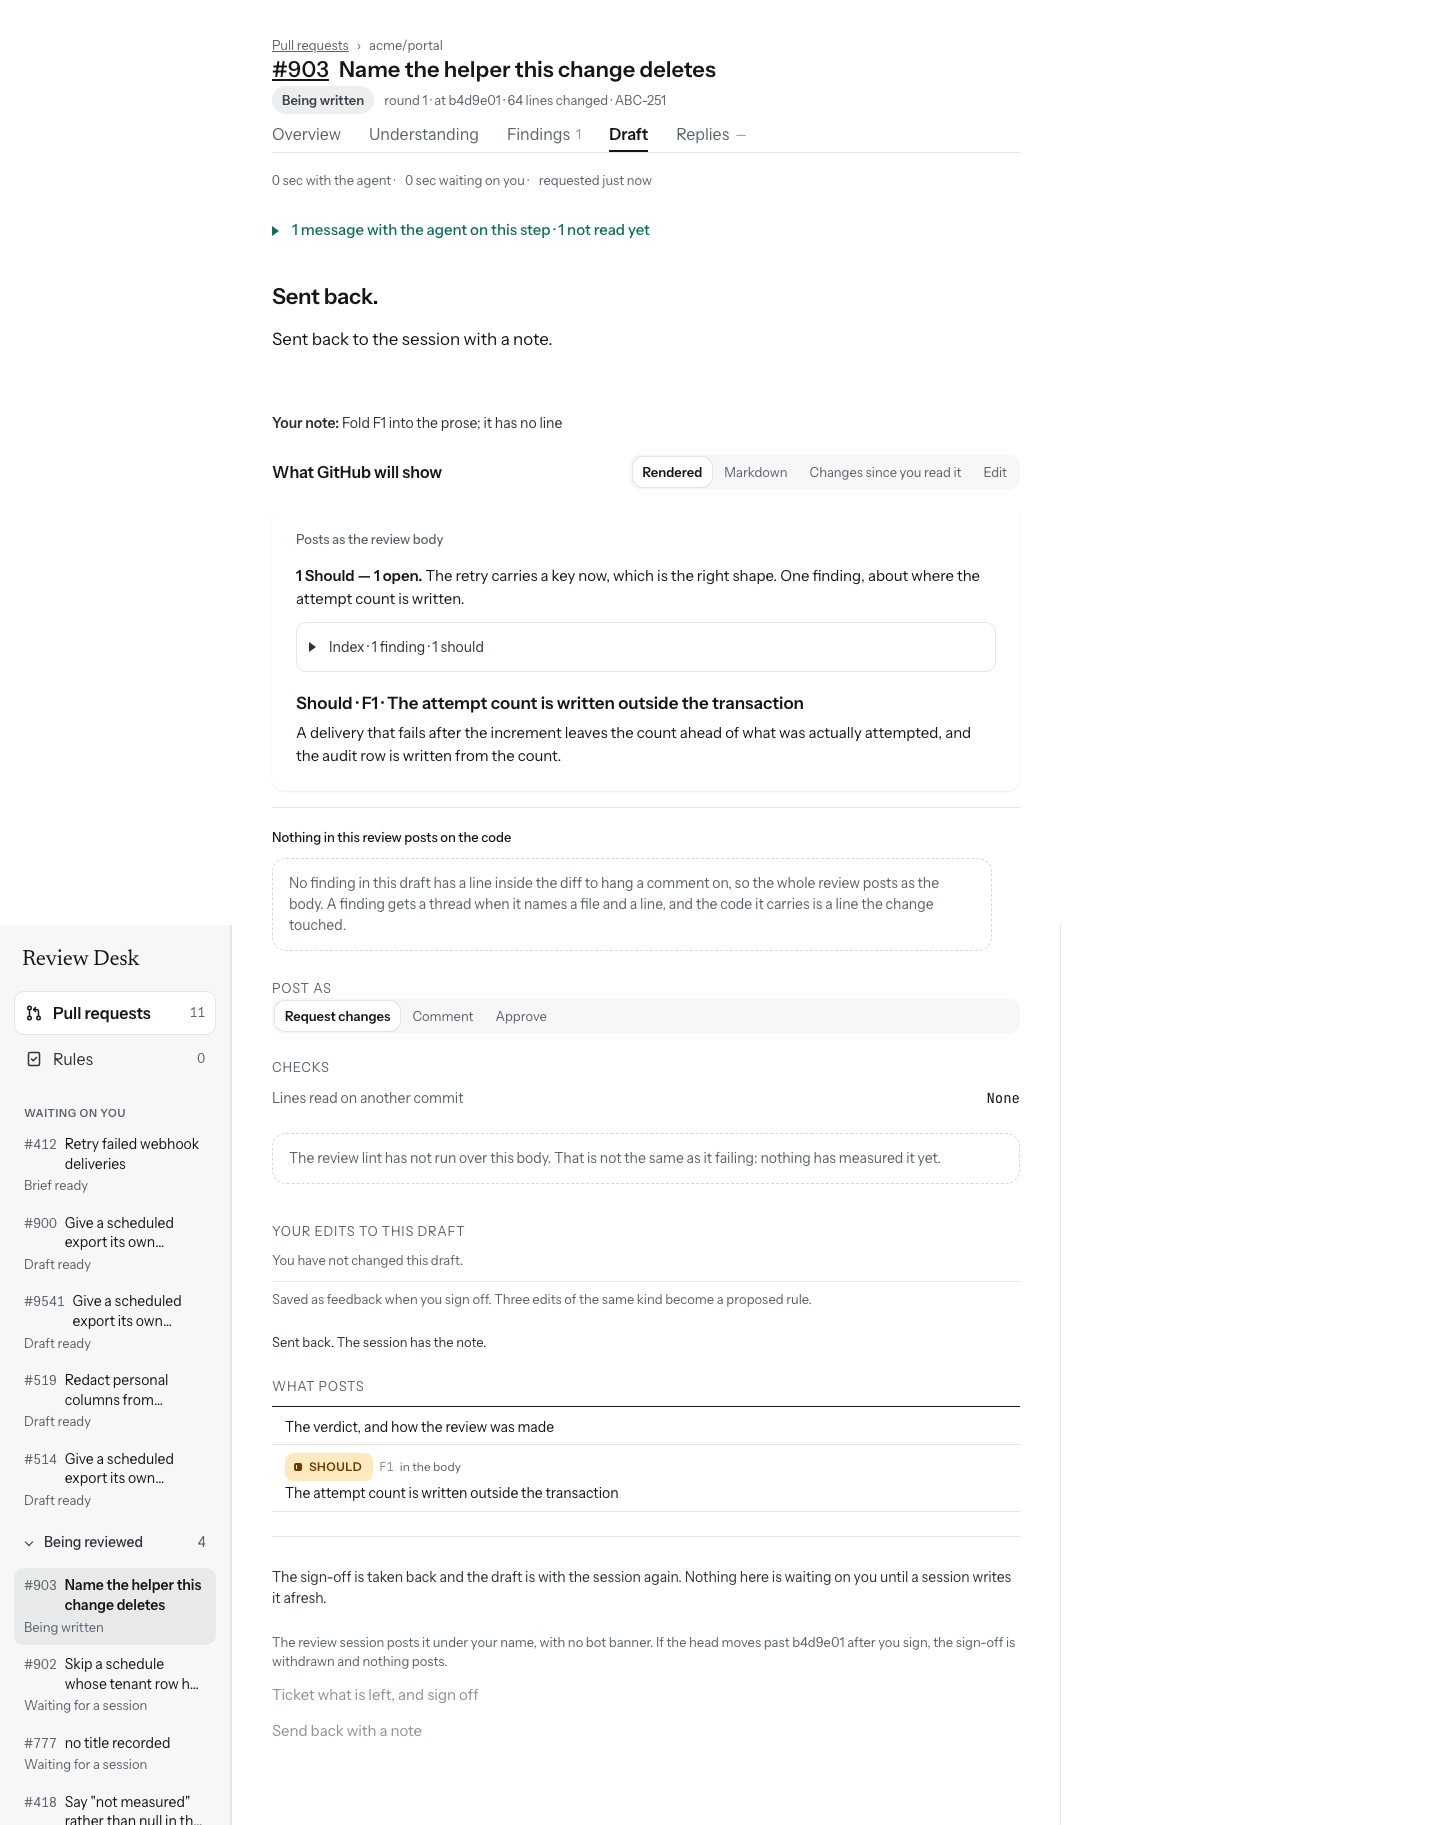 Pull requests › acme/portal
#903 Name the helper this change deletes
Being written round 1 · at b4d9e01 · 64 lines changed · ABC-251
Overview Understanding Findings 1 Draft Replies —
0 sec with the agent · 0 sec waiting on you · requested just now
1 message with the agent on this step · 1 not read yet
Sent back.
Sent back to the session with a note.
Your note: Fold F1 into the prose; it has no line
What GitHub will show
Rendered Markdown Changes since you read it Edit
Posts as the review body
1 Should — 1 open. The retry carries a key now, which is the right shape. One finding, about where the
attempt count is written.
Index · 1 finding · 1 should
Should · F1 · The attempt count is written outside the transaction
A delivery that fails after the increment leaves the count ahead of what was actually attempted, and
the audit row is written from the count.
Nothing in this review posts on the code
No finding in this draft has a line inside the diff to hang a comment on, so the whole review posts as the
body. A finding gets a thread when it names a file and a line, and the code it carries is a line the change
touched.
POST AS
Request changes Comment Approve
CHECKS
Lines read on another commit None
The review lint has not run over this body. That is not the same as it failing: nothing has measured it yet.
YOUR EDITS TO THIS DRAFT
You have not changed this draft.
Saved as feedback when you sign off. Three edits of the same kind become a proposed rule.
Sent back. The session has the note.
WHAT POSTS
The verdict, and how the review was made
SHOULD F1 in the body
The attempt count is written outside the transaction
The sign-off is taken back and the draft is with the session again. Nothing here is waiting on you until a session writes
it afresh.
The review session posts it under your name, with no bot banner. If the head moves past b4d9e01 after you sign, the sign-off is
withdrawn and nothing posts.
Ticket what is left, and sign off
Send back with a note
Review Desk
Pull requests 11
Rules 0
WAITING ON YOU
#412 Retry failed webhook
deliveries
Brief ready
#900 Give a scheduled
export its own...
Draft ready
#9541 Give a scheduled
export its own...
Draft ready
#519 Redact personal
columns from...
Draft ready
#514 Give a scheduled
export its own...
Draft ready
Being reviewed 4
#903 Name the helper this
change deletes
Being written
#902 Skip a schedule
whose tenant row h...
Waiting for a session
#777 no title recorded
Waiting for a session
#418 Say "not measured"
rather than null in th...